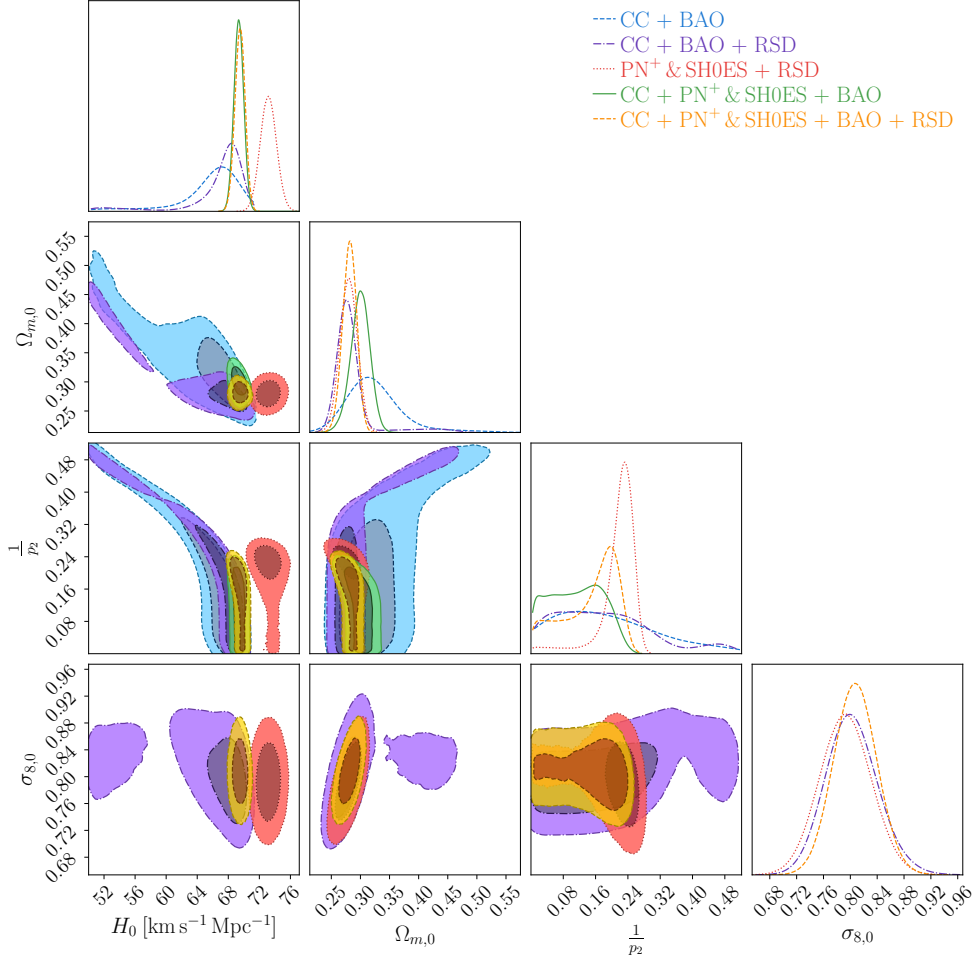 CC + BAO
CC + BAO + RSD
PN⁺ & SH0ES + RSD
CC + PN⁺ & SH0ES + BAO
CC + PN⁺ & SH0ES + BAO + RSD
0.55
0.50
0.45
0.40
0.35
0.30
0.25
Ωm,0
0.48
0.40
0.32
0.24
0.16
0.08
1/p₂
0.96
0.92
0.88
0.84
0.80
0.76
0.72
0.68
σ8,0
52 56 60 64 68 72 76
0.25 0.30 0.35 0.40 0.45 0.50 0.55
0.08 0.16 0.24 0.32 0.40 0.48
0.68 0.72 0.76 0.80 0.84 0.88 0.92 0.96
H₀ [km s⁻¹ Mpc⁻¹]
Ωm,0
1/p₂
σ8,0